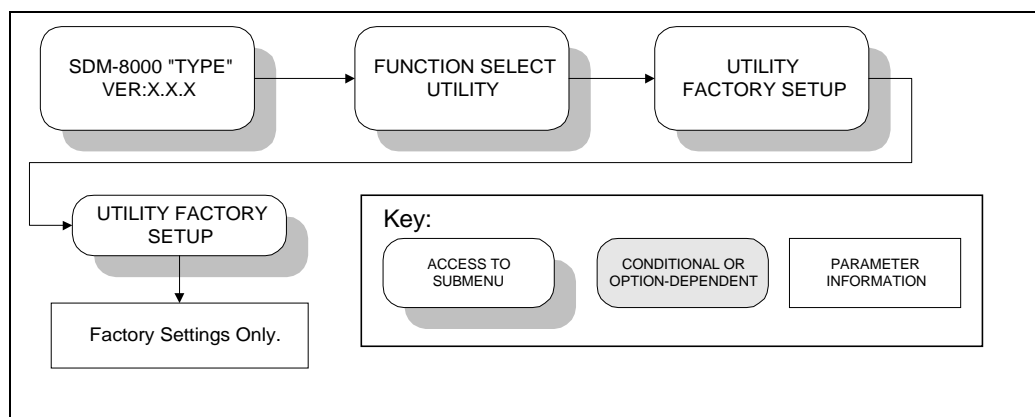 SDM-8000 "TYPE"
VER:X.X.X
FUNCTION SELECT
UTILITY
UTILITY
FACTORY SETUP
UTILITY FACTORY
SETUP
Factory Settings Only.
Key:
ACCESS TO
SUBMENU
CONDITIONAL OR
OPTION-DEPENDENT
PARAMETER
INFORMATION